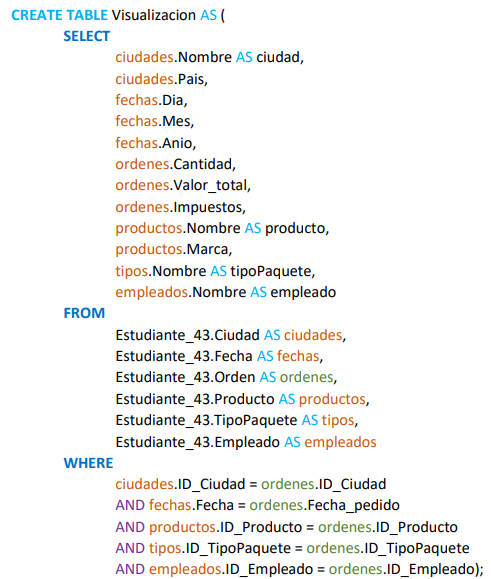 CREATE TABLE Visualizacion AS (
SELECT
ciudades.Nombre AS ciudad,
ciudades.Pais,
fechas.Dia,
fechas.Mes,
fechas.Anio,
ordenes.Cantidad,
ordenes.Valor_total,
ordenes.Impuestos,
productos.Nombre AS producto,
productos.Marca,
tipos.Nombre AS tipoPaquete,
empleados.Nombre AS empleado
FROM
Estudiante_43.Ciudad AS ciudades,
Estudiante_43.Fecha AS fechas,
Estudiante_43.Orden AS ordenes,
Estudiante_43.Producto AS productos,
Estudiante_43.TipoPaquete AS tipos,
Estudiante_43.Empleado AS empleados
WHERE
ciudades.ID_Ciudad = ordenes.ID_Ciudad
AND fechas.Fecha = ordenes.Fecha_pedido
AND productos.ID_Producto = ordenes.ID_Producto
AND tipos.ID_TipoPaquete = ordenes.ID_TipoPaquete
AND empleados.ID_Empleado = ordenes.ID_Empleado);